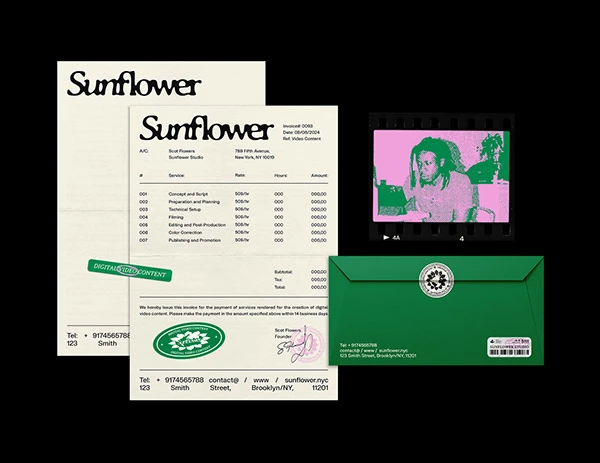 Sunflower
Sunflower
Invoice# 0093
Date: 08/08/2024
Ref: Video Content
A/C:
Scot Flowers
Sunflower Studio
789 Fifth Avenue,
New York, NY 10019
# Service: Rate: Hours: Amount:
001 Concept and Script 50$/hr 000 000,00
002 Preparation and Planning 50$/hr 000 000,00
003 Technical Setup 50$/hr 000 000,00
004 Filming 50$/hr 000 000,00
005 Editing and Post-Production 50$/hr 000 000,00
006 Color Correction 50$/hr 000 000,00
007 Publishing and Promotion 50$/hr 000 000,00
Subtotal: 000,00
Tax: 000,00
Total: 000,00
We hereby issue this invoice for the payment of services rendered for the creation of digital
video content. Please make the payment in the amount specified above within 14 business days.
DIGITAL VIDEO CONTENT
Scot Flowers
Founder
DIGITAL VIDEO CONTENT
Tel: + 9174565788 contact@ / www / sunflower.nyc
123 Smith Street, Brooklyn/NY, 11201
Tel: + 9174565788
123 Smith
4A
4
Tel: + 9174565788
contact@ / www / sunflower.nyc
123 Smith Street, Brooklyn/NY, 11201
SUNFLOWER STUDIO